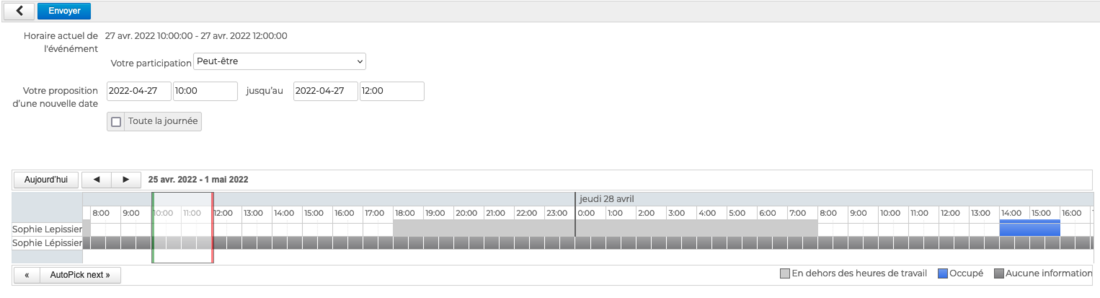 Envoyer
Horaire actuel de 27 avr. 2022 10:00:00 - 27 avr. 2022 12:00:00
l'événément
Votre participation Peut-être
Votre proposition 2022-04-27 10:00 jusqu'au 2022-04-27 12:00
d'une nouvelle date
Toute la journée
Aujourd'hui ◄ ► 25 avr. 2022 - 1 mai 2022
jeudi 28 avril
8:00 9:00 10:00 11:00 12:00 13:00 14:00 15:00 16:00 17:00 18:00 19:00 20:00 21:00 22:00 23:00 0:00 1:00 2:00 3:00 4:00 5:00 6:00 7:00 8:00 9:00 10:00 11:00 12:00 13:00 14:00 15:00 16:00
Sophie Lepissier
Sophie Lépissier
« AutoPick next » En dehors des heures de travail Occupé Aucune information